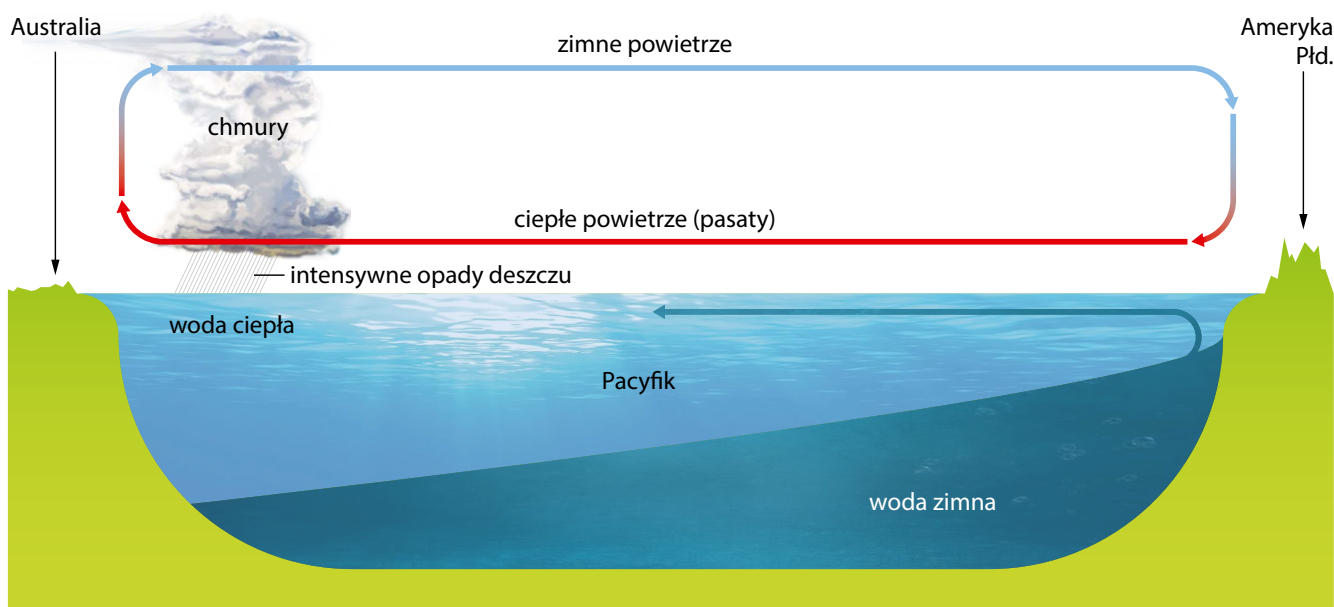 Australia
zimne powietrze
Ameryka
Płd.
chmury
ciepłe powietrze (pasaty)
intensywne opady deszczu
woda ciepła
Pacyfik
woda zimna